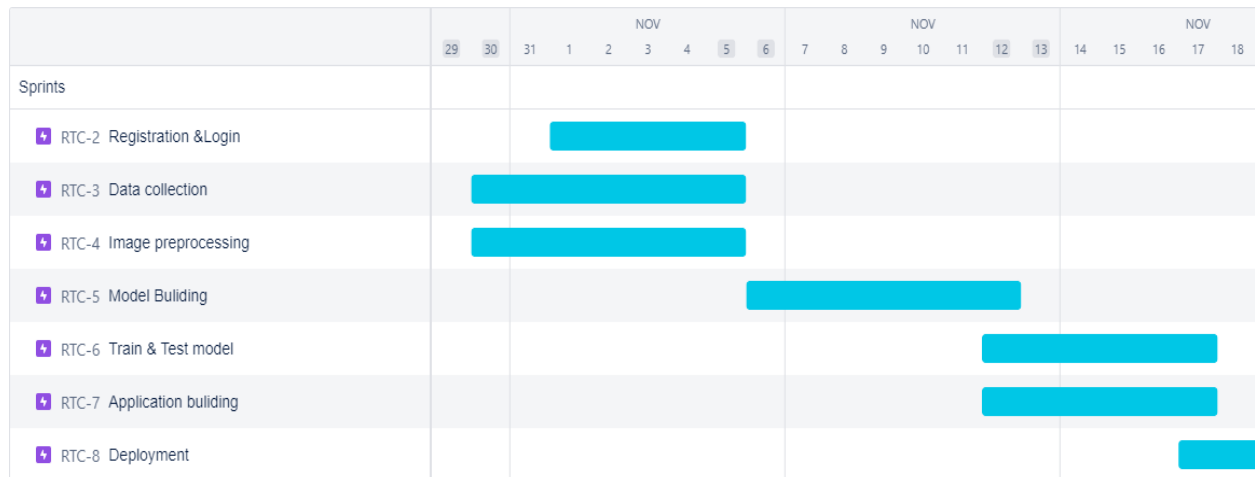 NOV NOV NOV
29 30 31 1 2 3 4 5 6 7 8 9 10 11 12 13 14 15 16 17 18
Sprints
RTC-2 Registration &Login
RTC-3 Data collection
RTC-4 Image preprocessing
RTC-5 Model Buliding
RTC-6 Train & Test model
RTC-7 Application buliding
RTC-8 Deployment